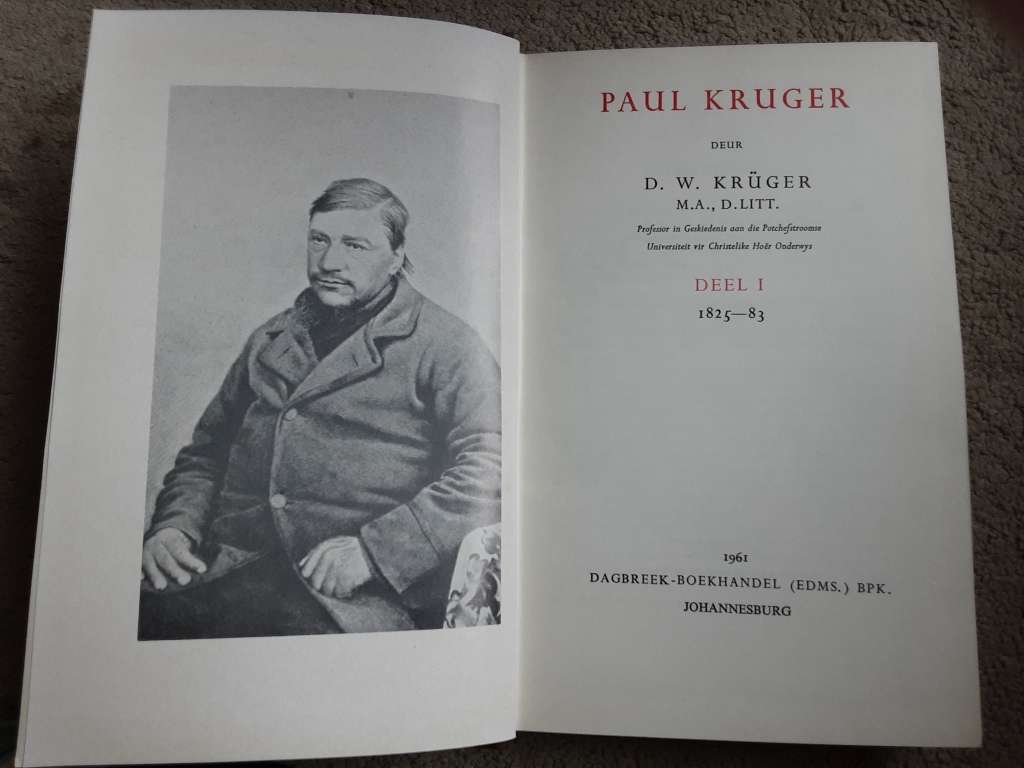 PAUL KRUGER
DEUR
D. W. KRÜGER
M.A., D.LITT.
Professor in Geskiedenis aan die Potchefstroomse
Universiteit vir Christelike Hoër Onderwys
DEEL I
1825—83
1961
DAGBREEK-BOEKHANDEL (EDMS.) BPK.
JOHANNESBURG